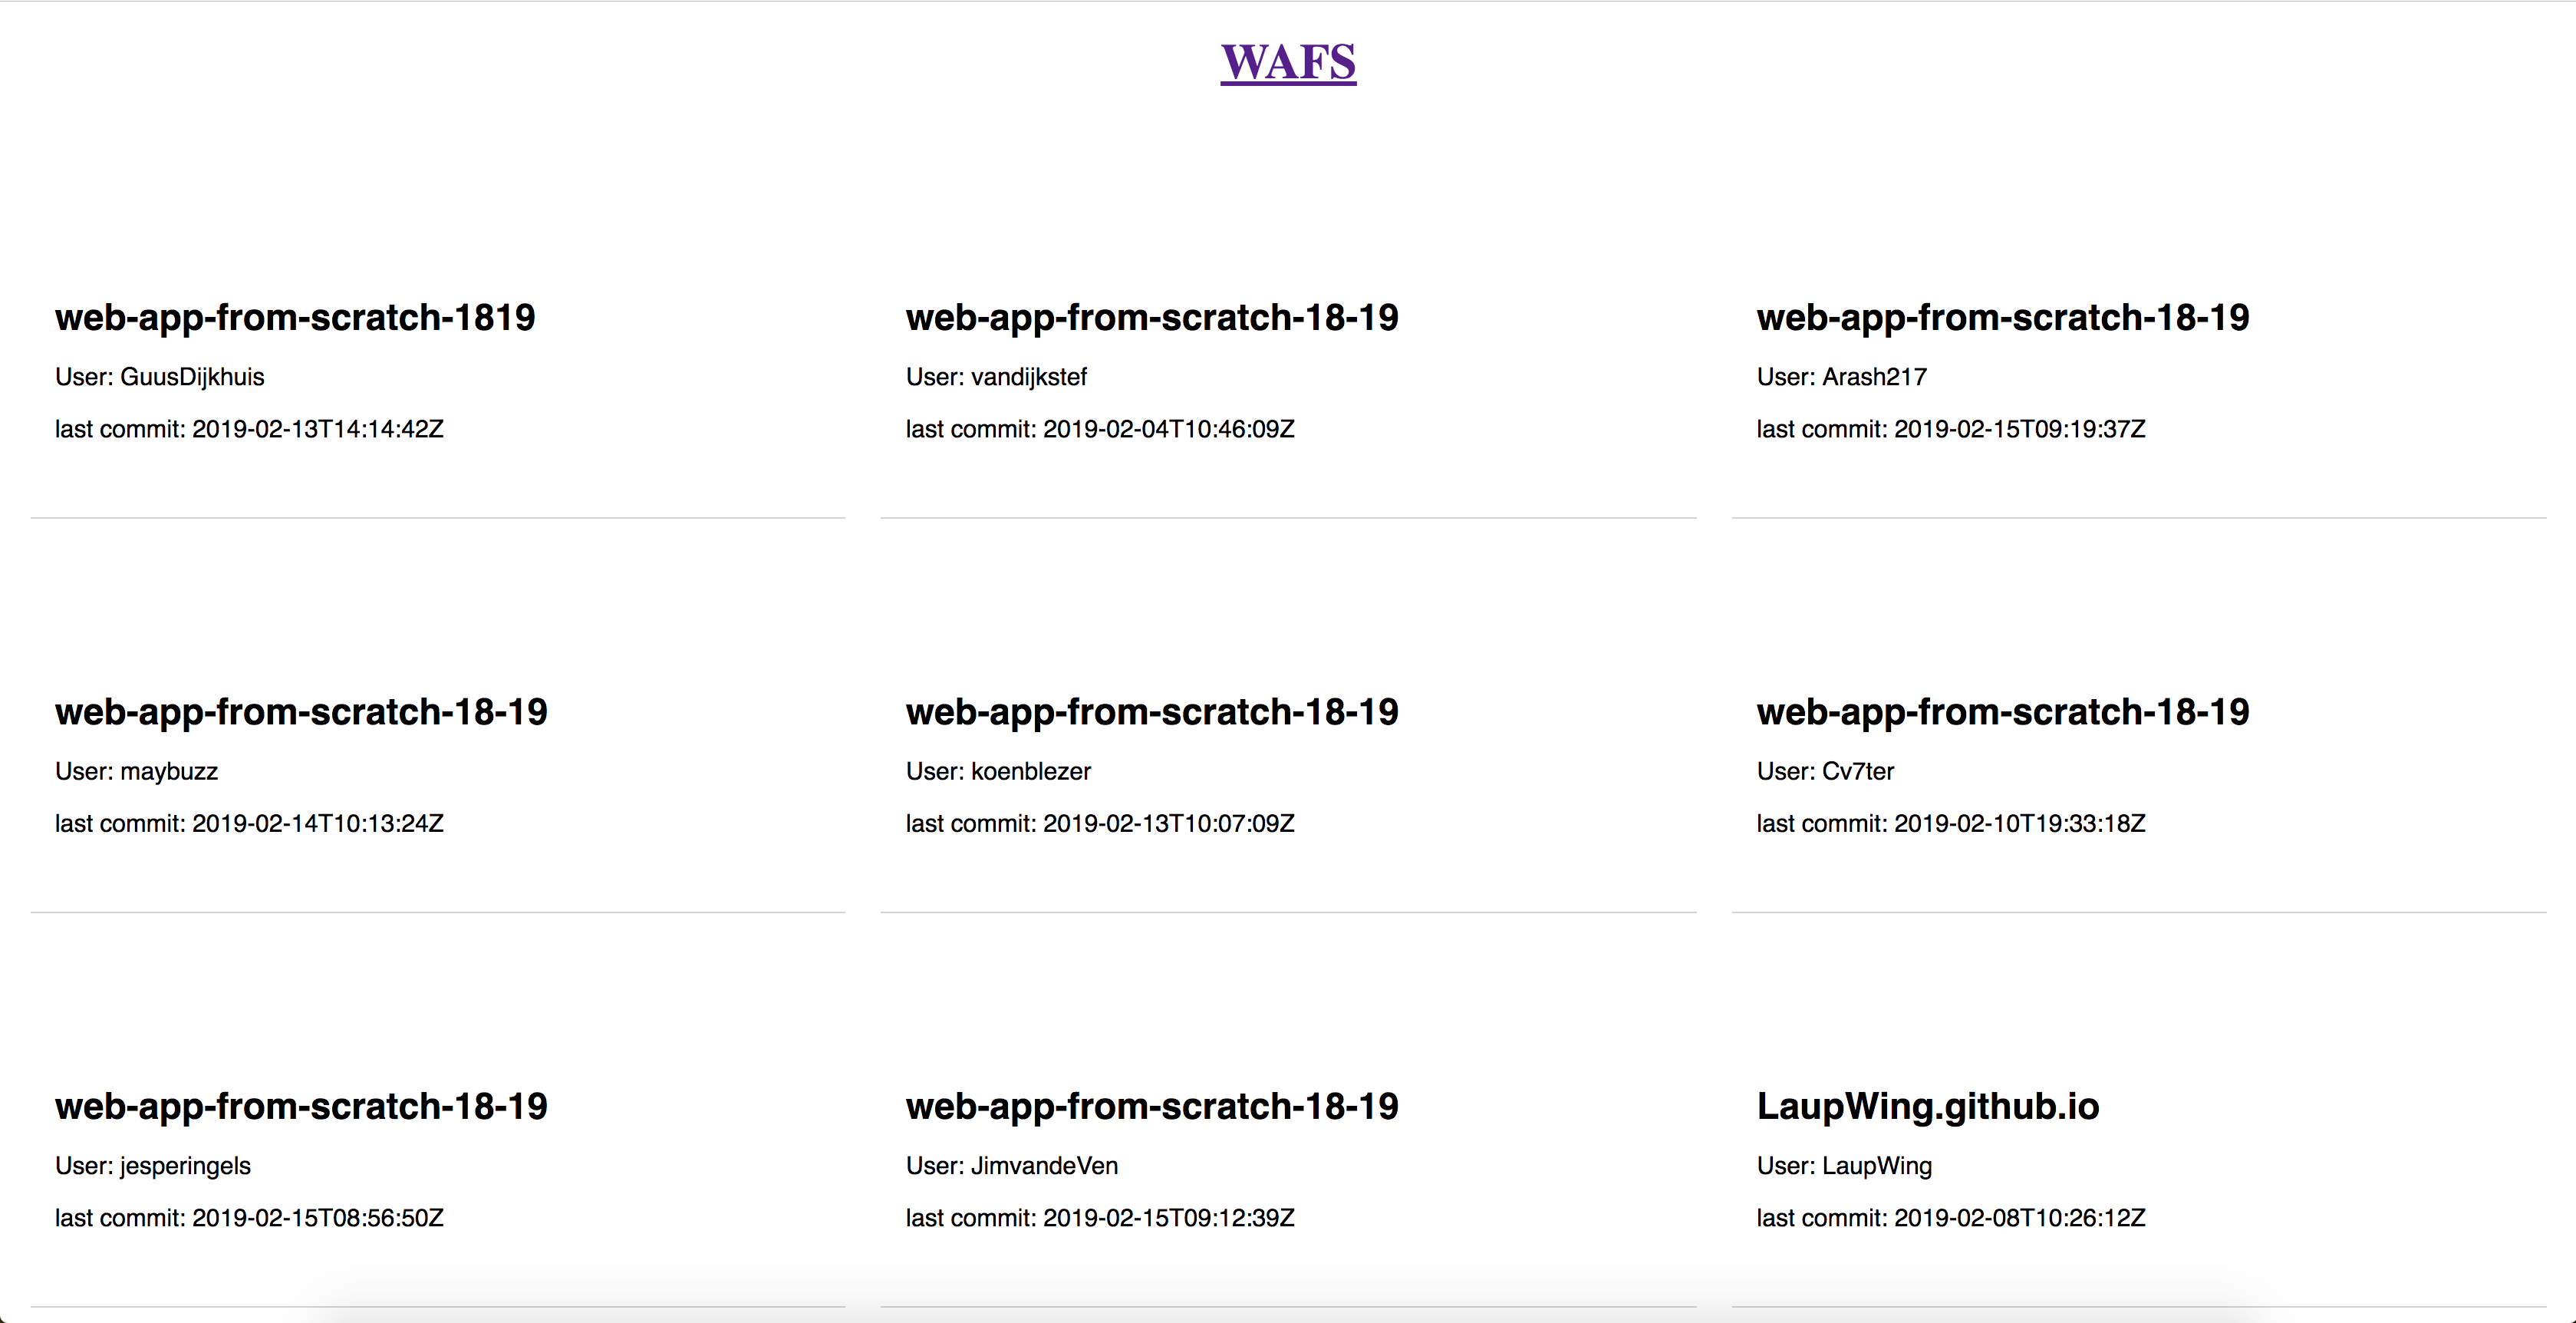 WAFS
web-app-from-scratch-1819
User: GuusDijkhuis
last commit: 2019-02-13T14:14:42Z
web-app-from-scratch-18-19
User: vandijkstef
last commit: 2019-02-04T10:46:09Z
web-app-from-scratch-18-19
User: Arash217
last commit: 2019-02-15T09:19:37Z
web-app-from-scratch-18-19
User: maybuzz
last commit: 2019-02-14T10:13:24Z
web-app-from-scratch-18-19
User: koenblezer
last commit: 2019-02-13T10:07:09Z
web-app-from-scratch-18-19
User: Cv7ter
last commit: 2019-02-10T19:33:18Z
web-app-from-scratch-18-19
User: jesperingels
last commit: 2019-02-15T08:56:50Z
web-app-from-scratch-18-19
User: JimvandeVen
last commit: 2019-02-15T09:12:39Z
LaupWing.github.io
User: LaupWing
last commit: 2019-02-08T10:26:12Z